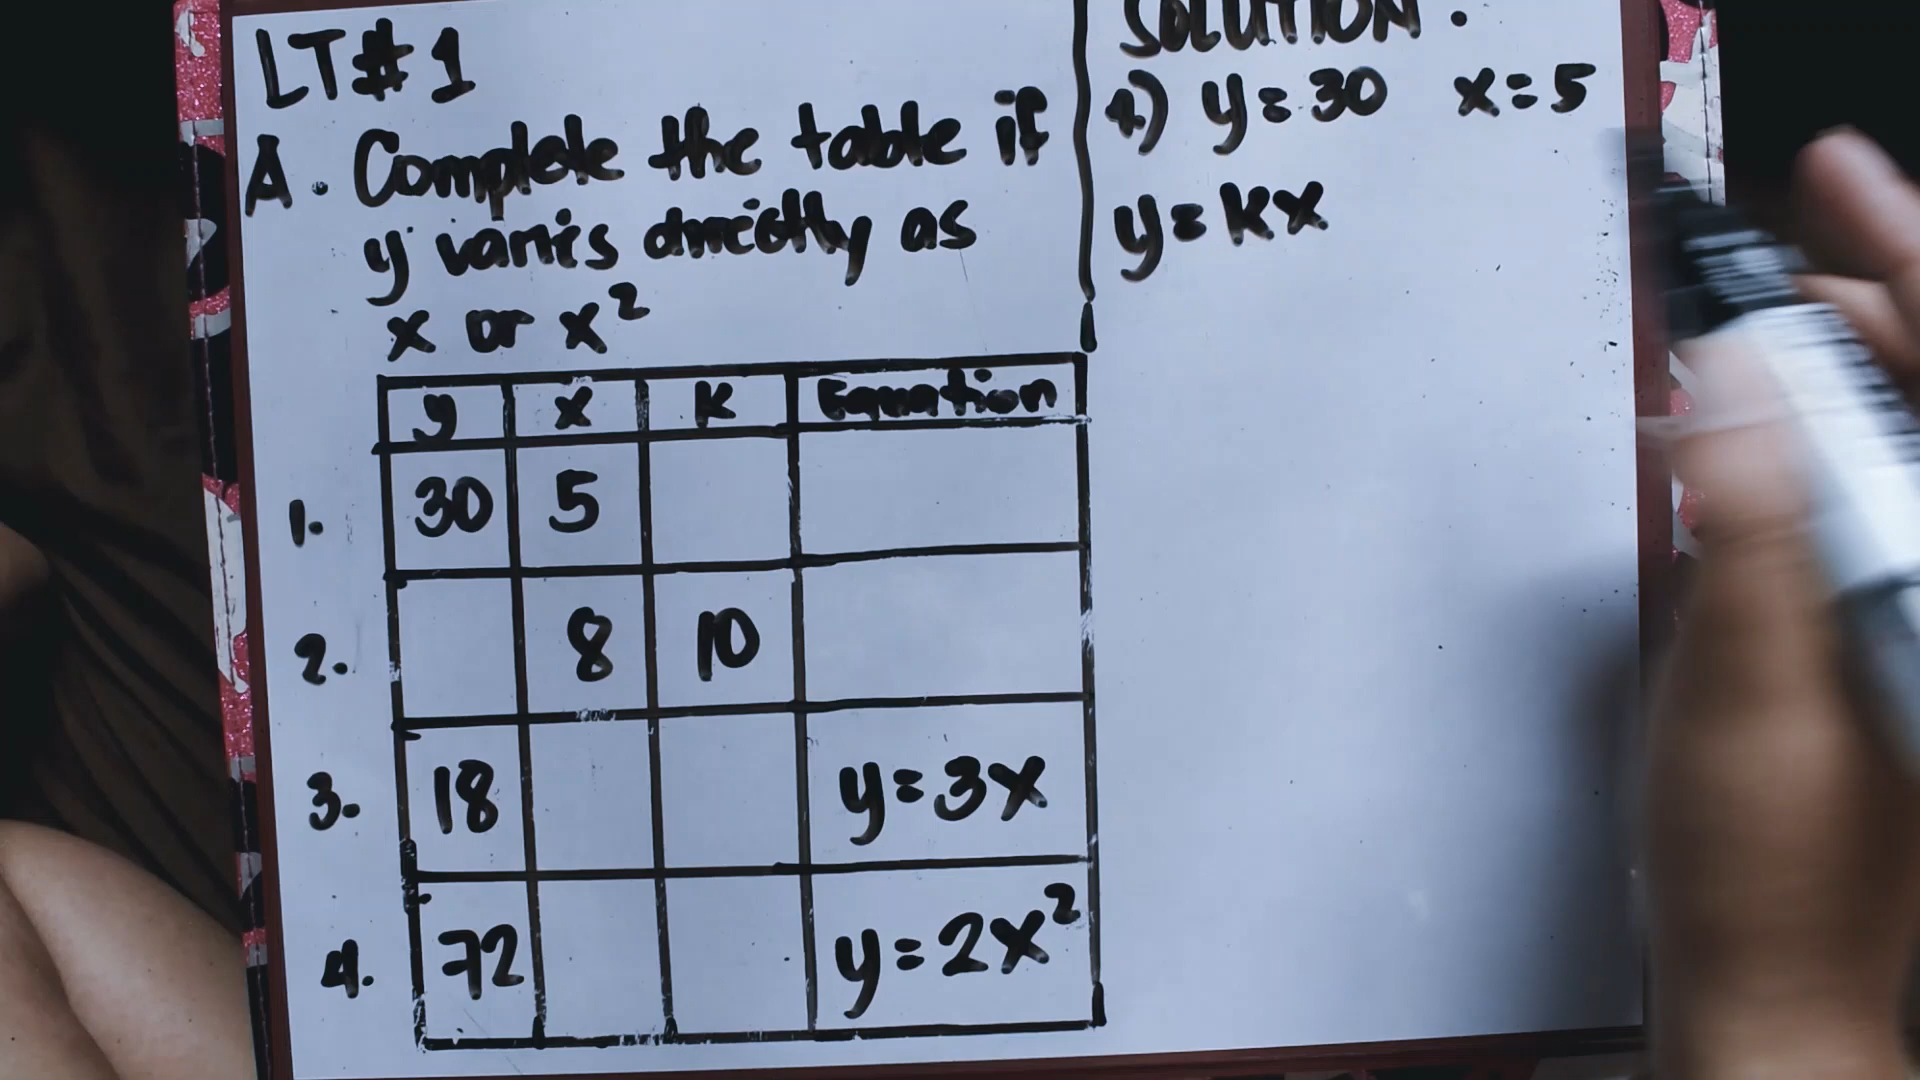 LT#1
A. Complete the table if
y varies directly as
x or x²
y x k Equation
1. 30 5
2. 8 10
3. 18 y=3x
4. 72 y=2x²
SOLUTION:
1) y=30 x=5
y=kx